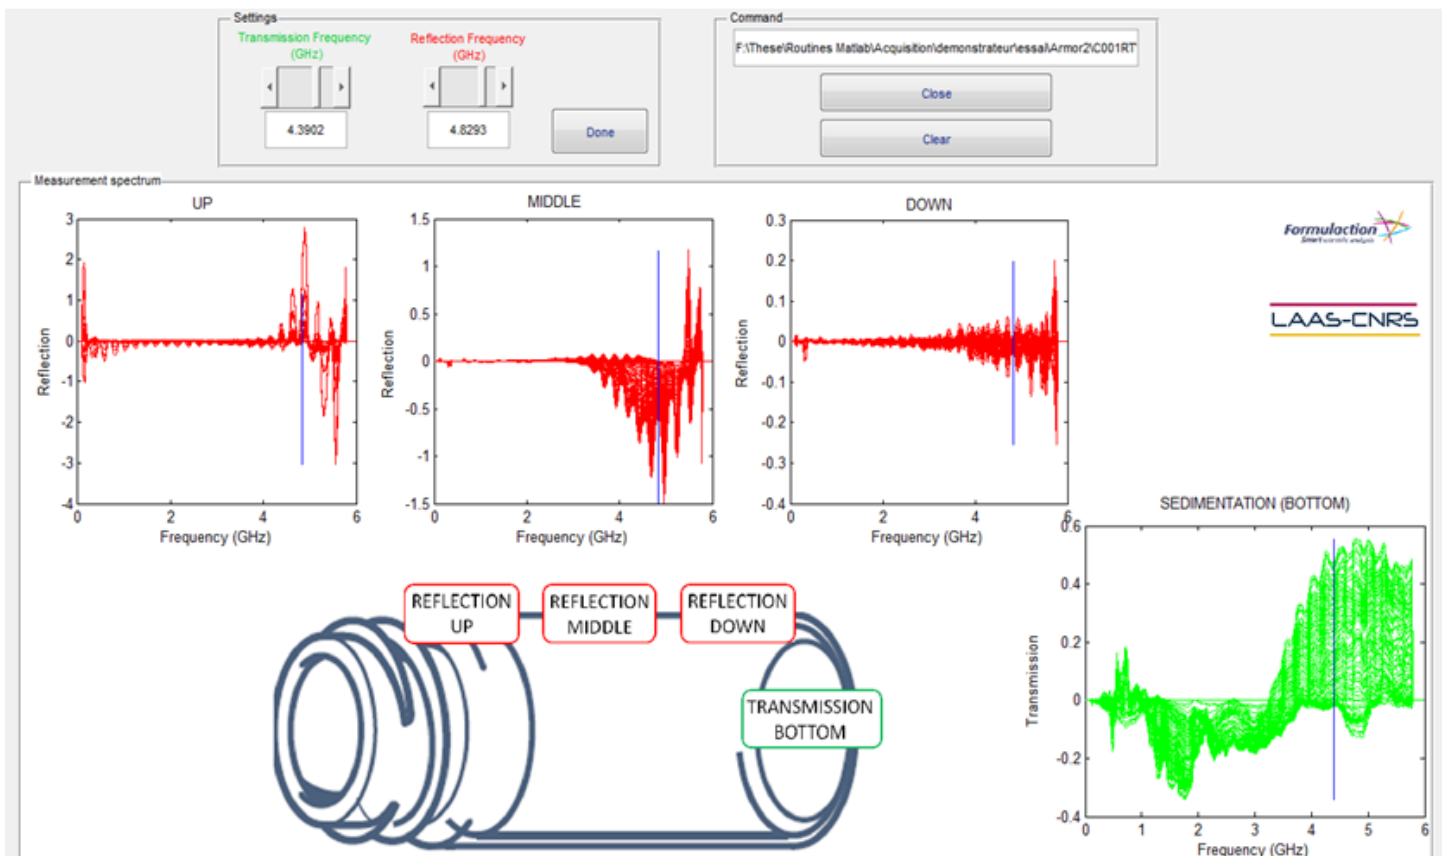 Settings
Transmission Frequency
(GHz)
Reflection Frequency
(GHz)
4.3902
4.8293
Done
Command
F:\These\Routines Matlab\Acquisition\demonstrateur\essai\Armor2\C001RT
Close
Clear
Measurement spectrum
UP
3
2
1
0
-1
-2
-3
-4
Reflection
0 2 4 6
Frequency (GHz)
MIDDLE
1.5
1
0.5
0
-0.5
-1
-1.5
Reflection
0 2 4 6
Frequency (GHz)
DOWN
0.3
0.2
0.1
0
-0.1
-0.2
-0.3
-0.4
Reflection
0 2 4 6
Frequency (GHz)
Formulaction
Smart scientific analysis
LAAS-CNRS
SEDIMENTATION (BOTTOM)
0.6
0.4
0.2
0
-0.2
-0.4
Transmission
0 1 2 3 4 5 6
Frequency (GHz)
REFLECTION
UP
REFLECTION
MIDDLE
REFLECTION
DOWN
TRANSMISSION
BOTTOM